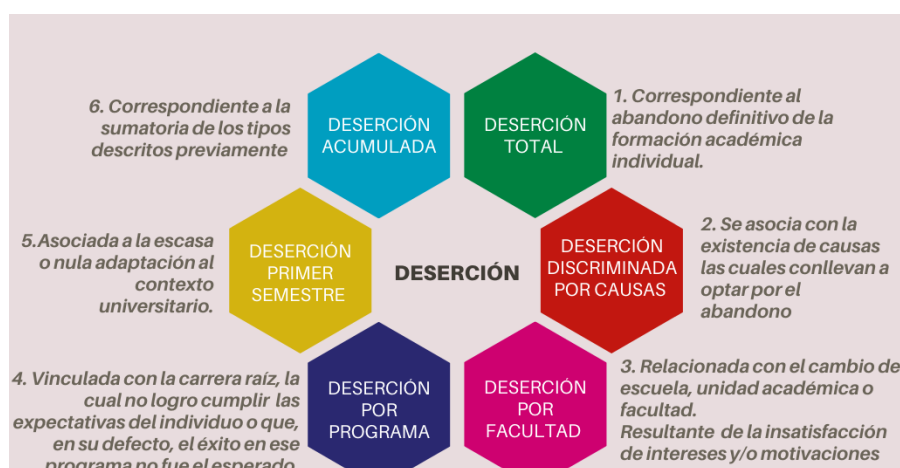 DESERCIÓN
DESERCIÓN
TOTAL
1. Correspondiente al
abandono definitivo de la
formación académica
individual.
DESERCIÓN
DISCRIMINADA
POR CAUSAS
2. Se asocia con la
existencia de causas
las cuales conllevan a
optar por el
abandono
DESERCIÓN
POR
FACULTAD
3. Relacionada con el cambio de
escuela, unidad académica o
facultad.
Resultante de la insatisfacción
de intereses y/o motivaciones
DESERCIÓN
POR
PROGRAMA
4. Vinculada con la carrera raíz, la
cual no logro cumplir las
expectativas del individuo o que,
en su defecto, el éxito en ese
programa no fue el esperado.
DESERCIÓN
PRIMER
SEMESTRE
5.Asociada a la escasa
o nula adaptación al
contexto
universitario.
DESERCIÓN
ACUMULADA
6. Correspondiente a la
sumatoria de los tipos
descritos previamente